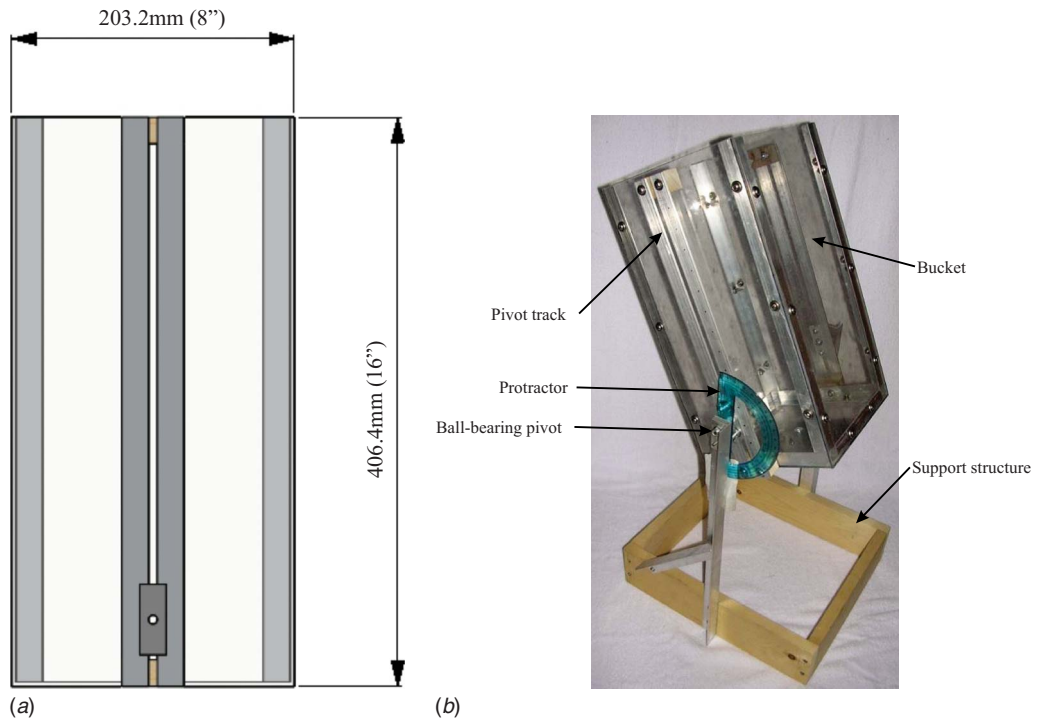 203.2mm (8”)
406.4mm (16”)
(a)
Pivot track
Protractor
Ball-bearing pivot
Bucket
Support structure
(b)